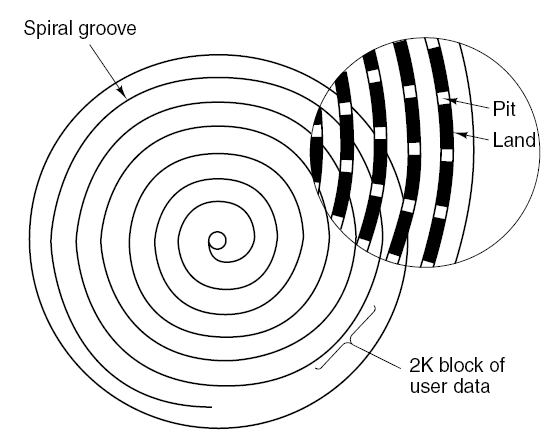 Spiral groove
Pit
Land
2K block of
user data